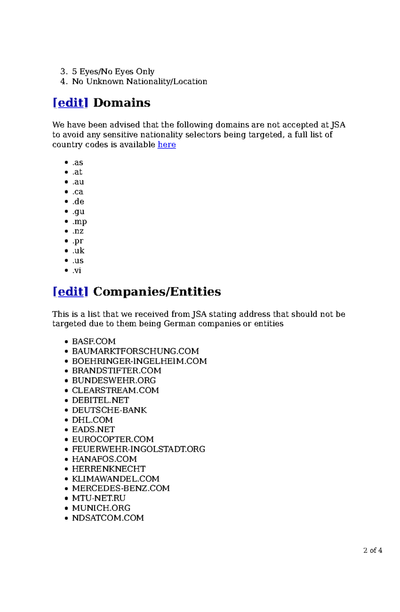 3. 5 Eyes/No Eyes Only
4. No Unknown Nationality/Location
[edit] Domains
We have been advised that the following domains are not accepted at JSA
to avoid any sensitive nationality selectors being targeted, a full list of
country codes is available here
• .as
• .at
• .au
• .ca
• .de
• .gu
• .mp
• .nz
• .pr
• .uk
• .us
• .vi
[edit] Companies/Entities
This is a list that we received from JSA stating address that should not be
targeted due to them being German companies or entities
• BASF.COM
• BAUMARKTFORSCHUNG.COM
• BOEHRINGER-INGELHEIM.COM
• BRANDSTIFTER.COM
• BUNDESWEHR.ORG
• CLEARSTREAM.COM
• DEBITEL.NET
• DEUTSCHE-BANK
• DHL.COM
• EADS.NET
• EUROCOPTER.COM
• FEUERWEHR-INGOLSTADT.ORG
• HANAFOS.COM
• HERRENKNECHT
• KLIMAWANDEL.COM
• MERCEDES-BENZ.COM
• MTU-NET.RU
• MUNICH.ORG
• NDSATCOM.COM
2 of 4